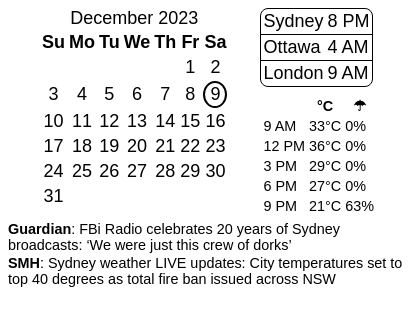 December 2023
Su Mo Tu We Th Fr Sa
1 2
3 4 5 6 7 8 9
10 11 12 13 14 15 16
17 18 19 20 21 22 23
24 25 26 27 28 29 30
31
Sydney 8 PM
Ottawa 4 AM
London 9 AM
°C ☂
9 AM 33°C 0%
12 PM 36°C 0%
3 PM 29°C 0%
6 PM 27°C 0%
9 PM 21°C 63%
Guardian: FBi Radio celebrates 20 years of Sydney
broadcasts: ‘We were just this crew of dorks’
SMH: Sydney weather LIVE updates: City temperatures set to
top 40 degrees as total fire ban issued across NSW